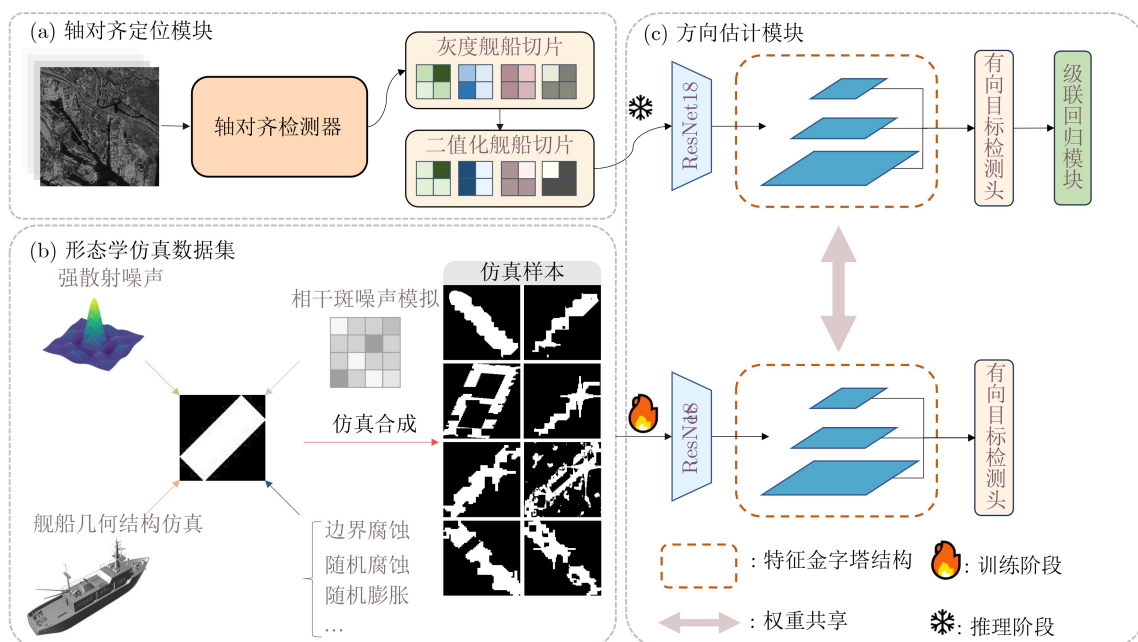 (a) 轴对齐定位模块
轴对齐检测器
灰度舰船切片
二值化舰船切片
(b) 形态学仿真数据集
强散射噪声
相干斑噪声模拟
仿真合成
舰船几何结构仿真
边界腐蚀
随机腐蚀
随机膨胀
…
仿真样本
(c) 方向估计模块
ResNet18
有向目标检测头
级联回归模块
ResNet18
有向目标检测头
: 特征金字塔结构
: 训练阶段
: 权重共享
: 推理阶段